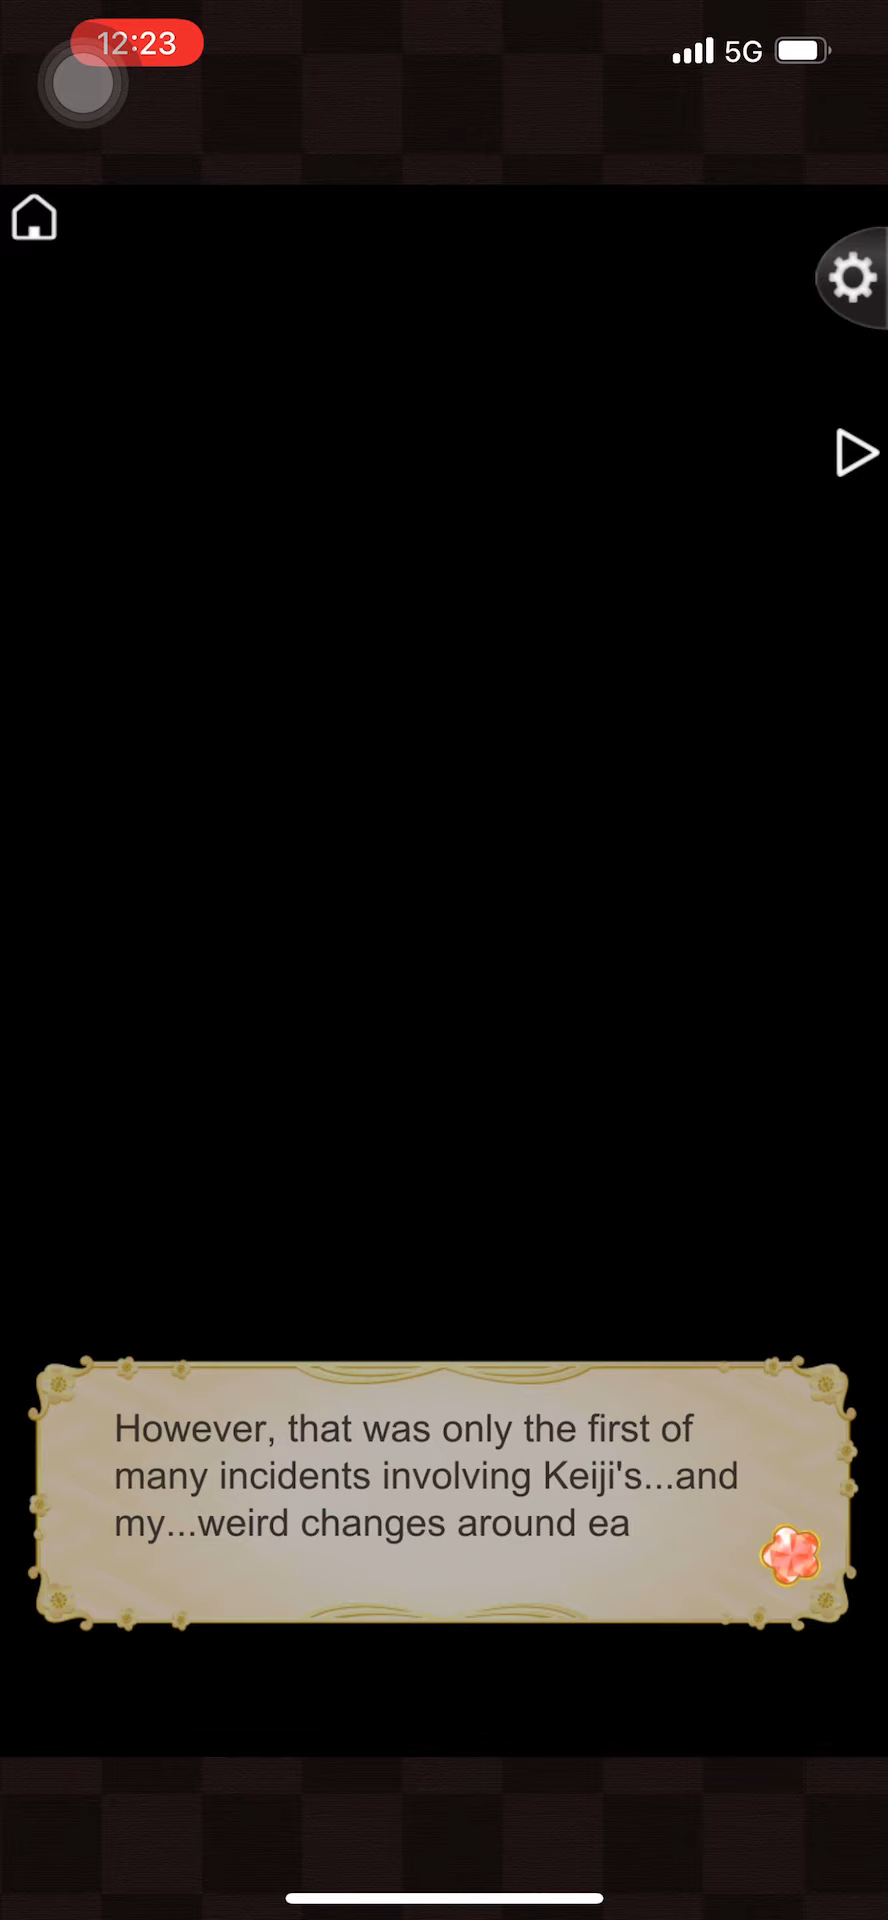 12:23
5G
However, that was only the first of
many incidents involving Keiji's...and
my...weird changes around ea